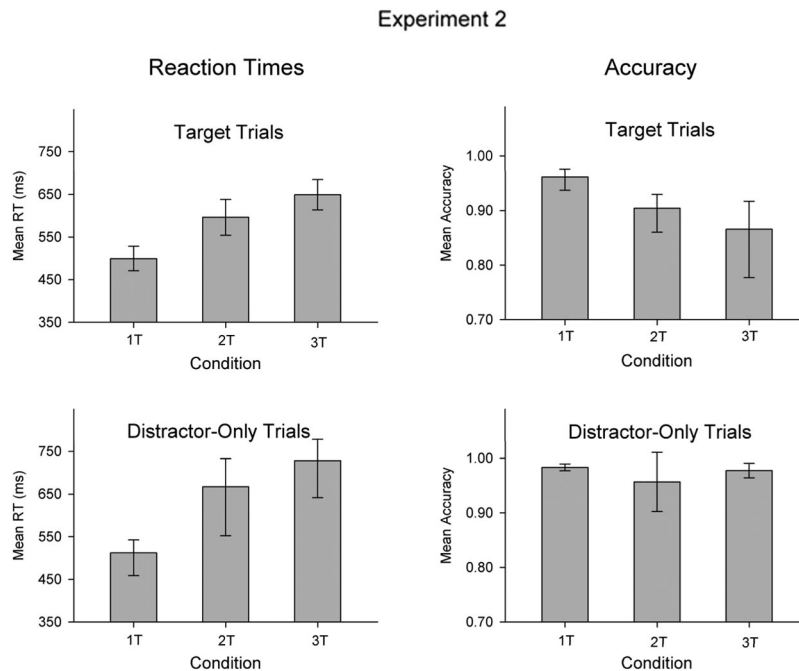 Experiment 2
Reaction Times
Accuracy
Target Trials
Mean RT (ms)
750
650
550
450
350
1T
2T
3T
Condition
Target Trials
Mean Accuracy
1.00
0.90
0.80
0.70
1T
2T
3T
Condition
Distractor-Only Trials
Mean RT (ms)
750
650
550
450
350
1T
2T
3T
Condition
Distractor-Only Trials
Mean Accuracy
1.00
0.90
0.80
0.70
1T
2T
3T
Condition